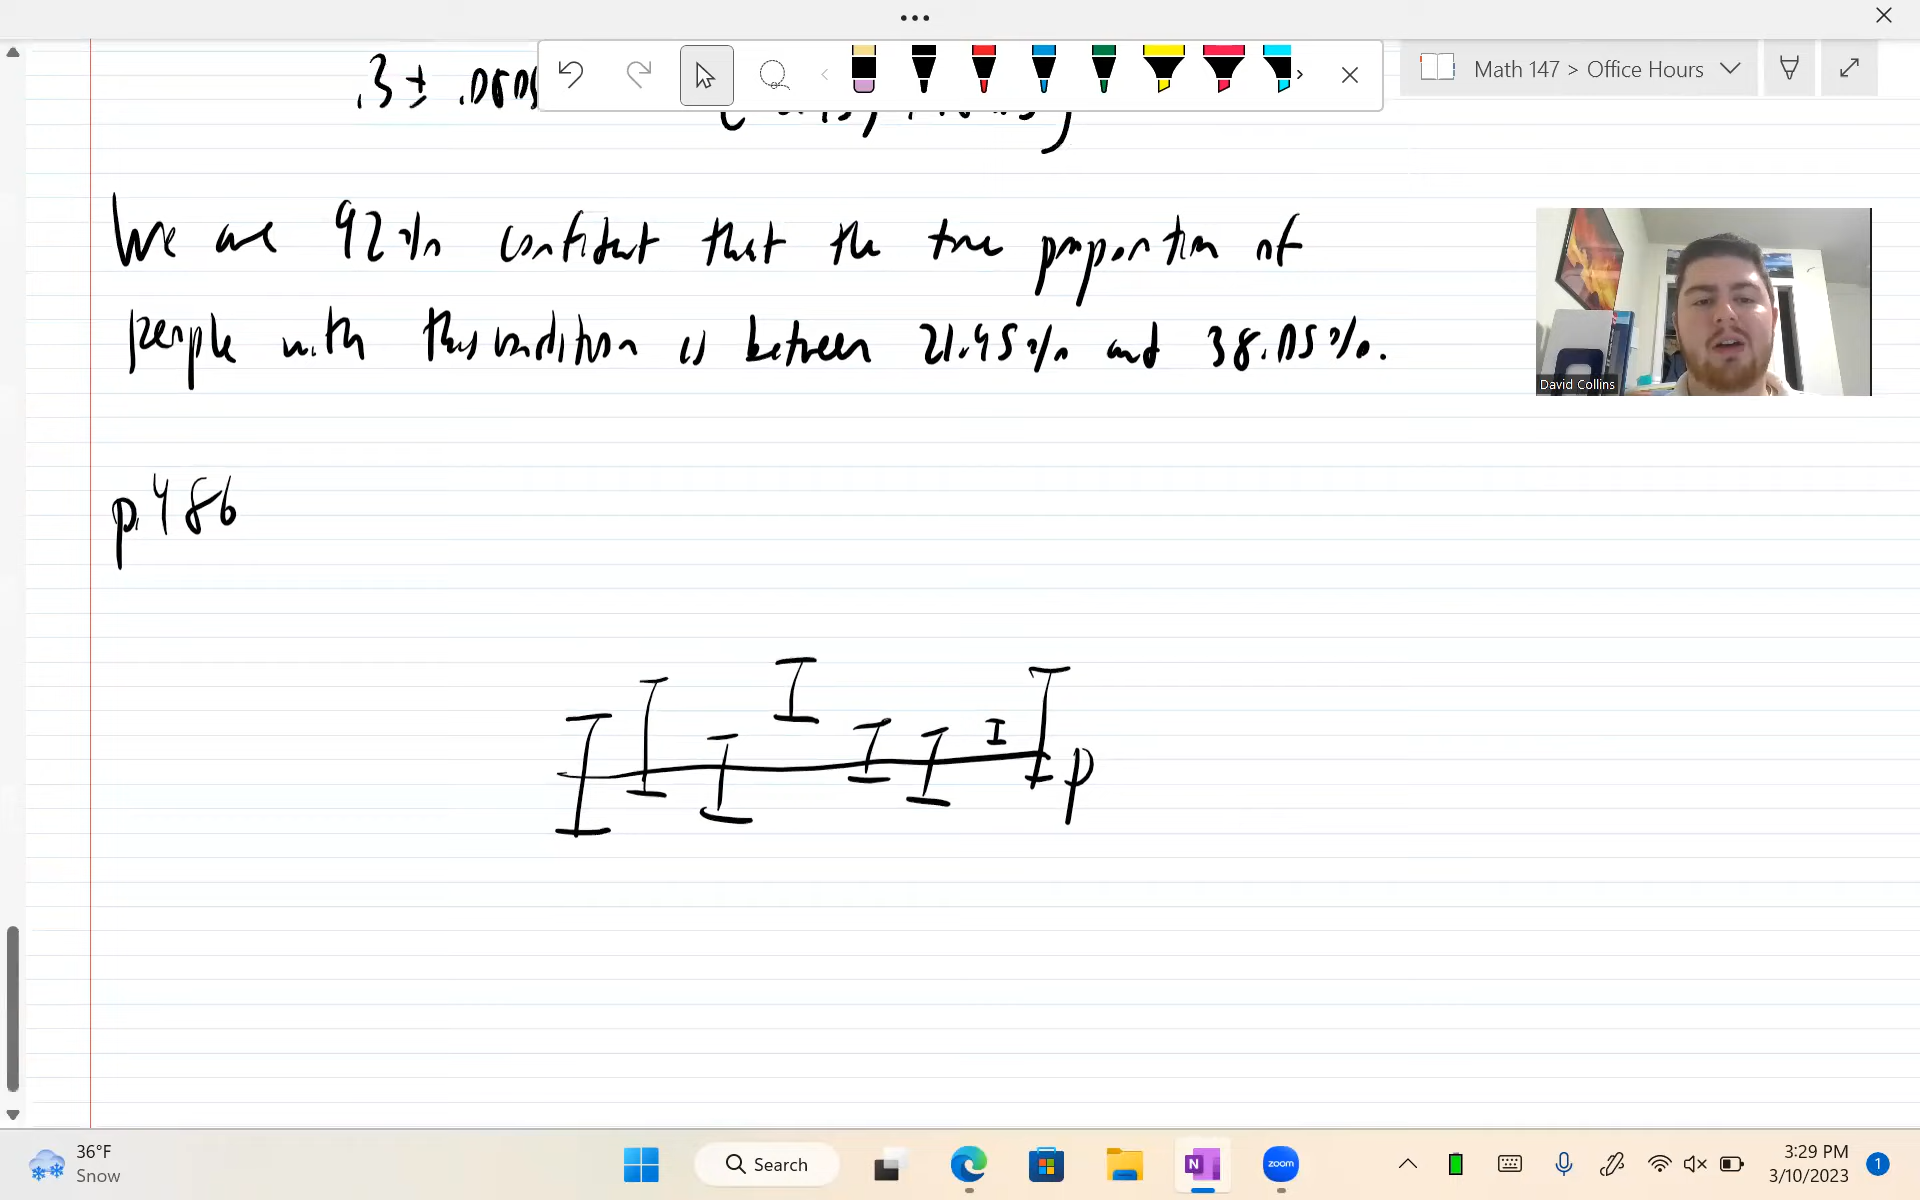 Math 147 > Office Hours
.3 ±
We are 92% confident that the true proportion of
people with this condition is between 21.95% and 38.05%.
David Collins
p.486
p
36°F
Snow
Search
N
zoom
3:29 PM
3/10/2023
1